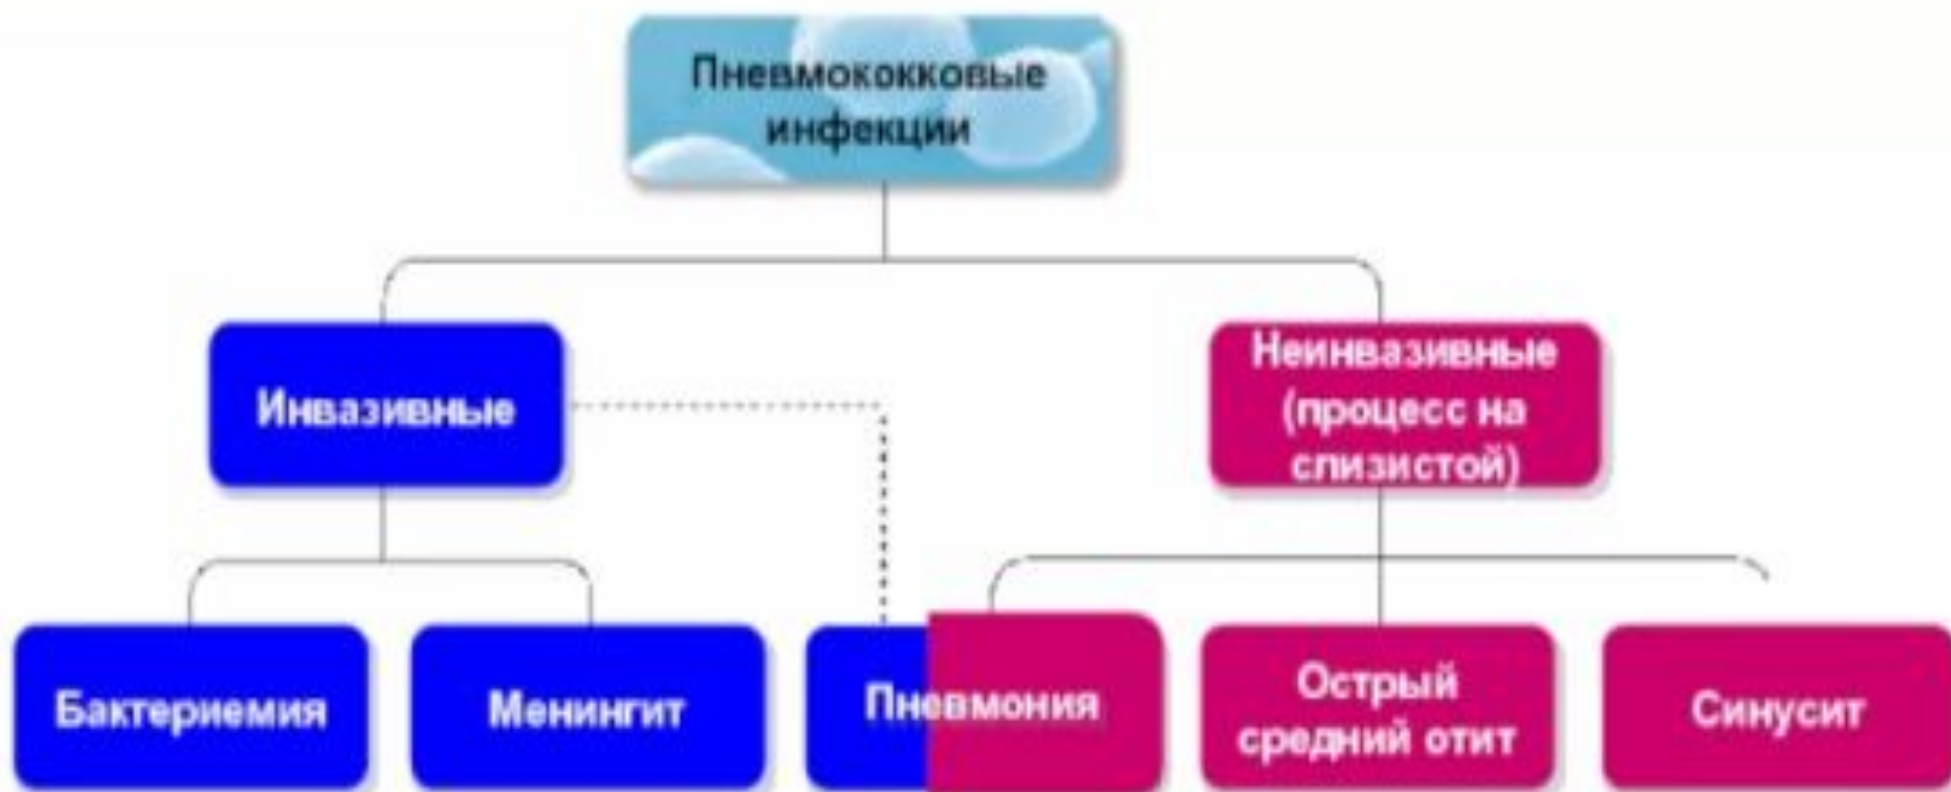 Пневмококковые
инфекции
Инвазивные
Неинвазивные
(процесс на
слизистой)
Бактериемия
Менингит
Пневмония
Острый
средний отит
Синусит